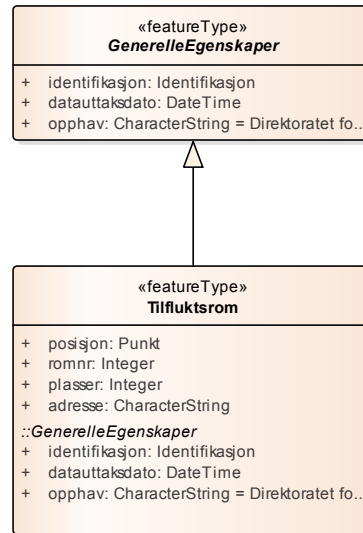 «featureType»
GenerelleEgenskaper
+ identifikasjon: Identifikasjon
+ datauttaksdato: DateTime
+ opphav: CharacterString = Direktoratet fo..
«featureType»
Tilfluktsrom
+ posisjon: Punkt
+ romnr: Integer
+ plasser: Integer
+ adresse: CharacterString
::GenerelleEgenskaper
+ identifikasjon: Identifikasjon
+ datauttaksdato: DateTime
+ opphav: CharacterString = Direktoratet fo..